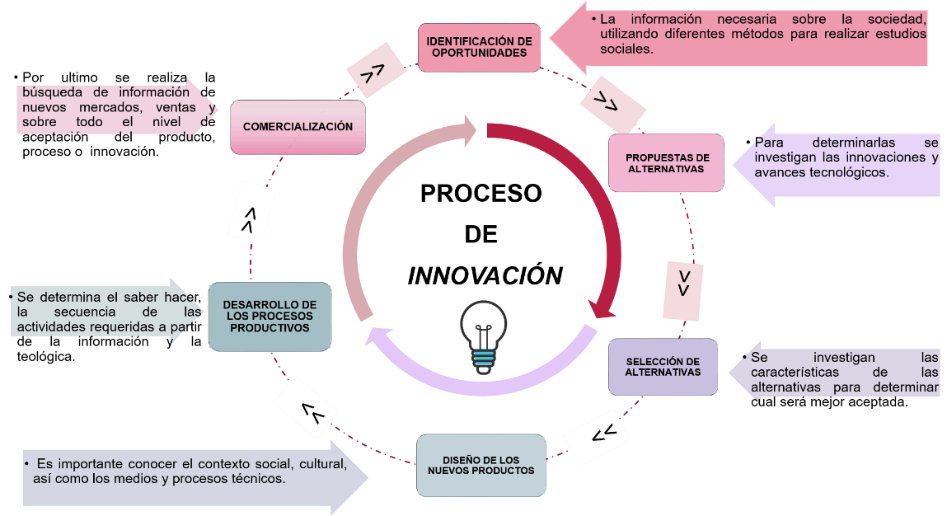 IDENTIFICACIÓN DE
OPORTUNIDADES
• La información necesaria sobre la sociedad,
utilizando diferentes métodos para realizar estudios
sociales.
PROPUESTAS DE
ALTERNATIVAS
• Para determinarlas se
investigan las innovaciones y
avances tecnológicos.
SELECCIÓN DE
ALTERNATIVAS
• Se investigan las
características de las
alternativas para determinar
cual será mejor aceptada.
DISEÑO DE LOS
NUEVOS PRODUCTOS
• Es importante conocer el contexto social, cultural,
así como los medios y procesos técnicos.
DESARROLLO DE
LOS PROCESOS
PRODUCTIVOS
• Se determina el saber hacer,
la secuencia de las
actividades requeridas a partir
de la información y la
teológica.
COMERCIALIZACIÓN
• Por ultimo se realiza la
búsqueda de información de
nuevos mercados, ventas y
sobre todo el nivel de
aceptación del producto,
proceso o innovación.
PROCESO
DE
INNOVACIÓN